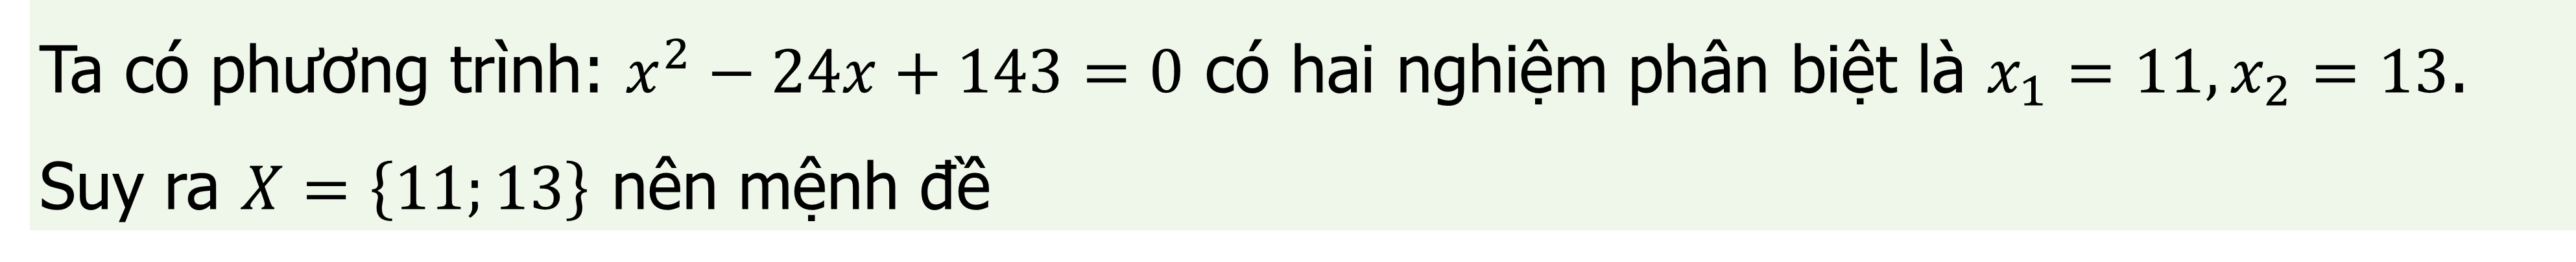 Ta có phương trình: x² − 24x + 143 = 0 có hai nghiệm phân biệt là x₁ = 11, x₂ = 13.
Suy ra X = {11; 13} nên mệnh đề